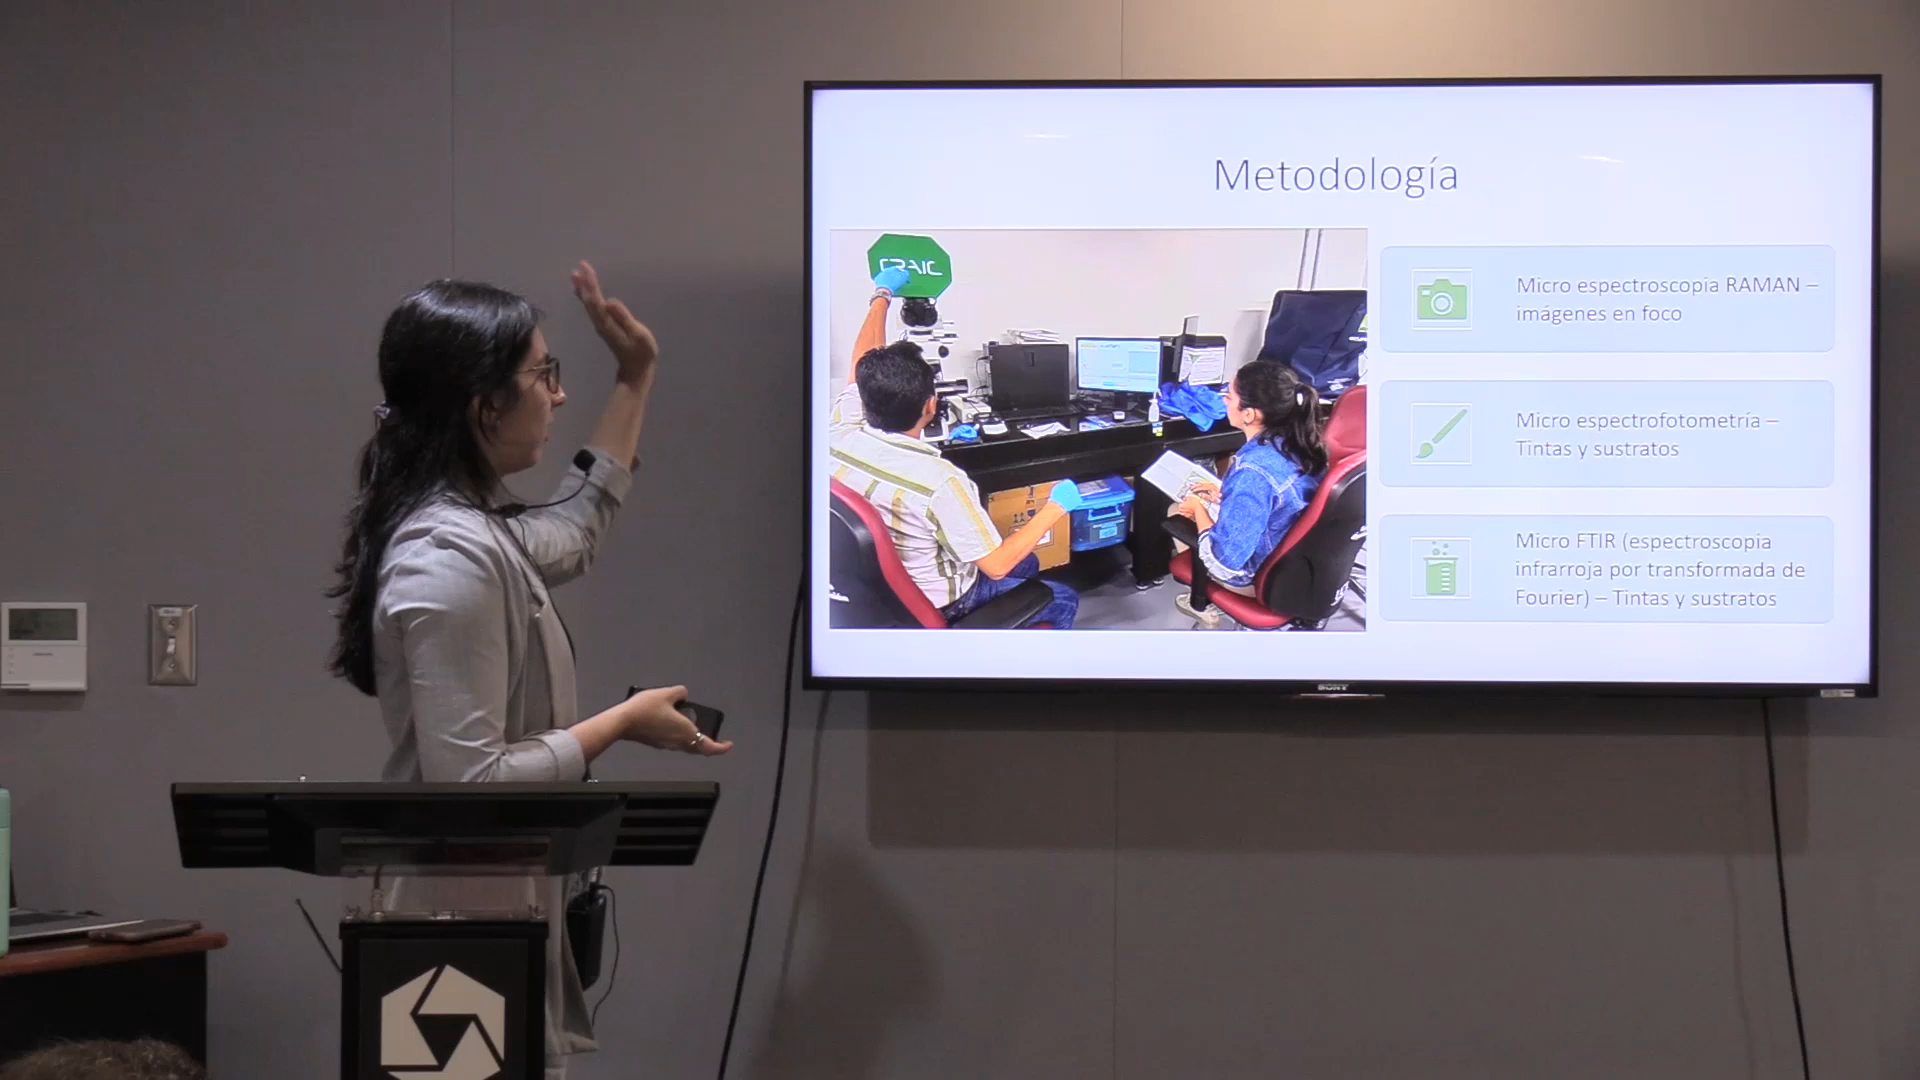 Metodología
CRAIC
Micro espectroscopia RAMAN –
imágenes en foco
Micro espectrofotometría –
Tintas y sustratos
Micro FTIR (espectroscopia
infrarroja por transformada de
Fourier) – Tintas y sustratos
SONY